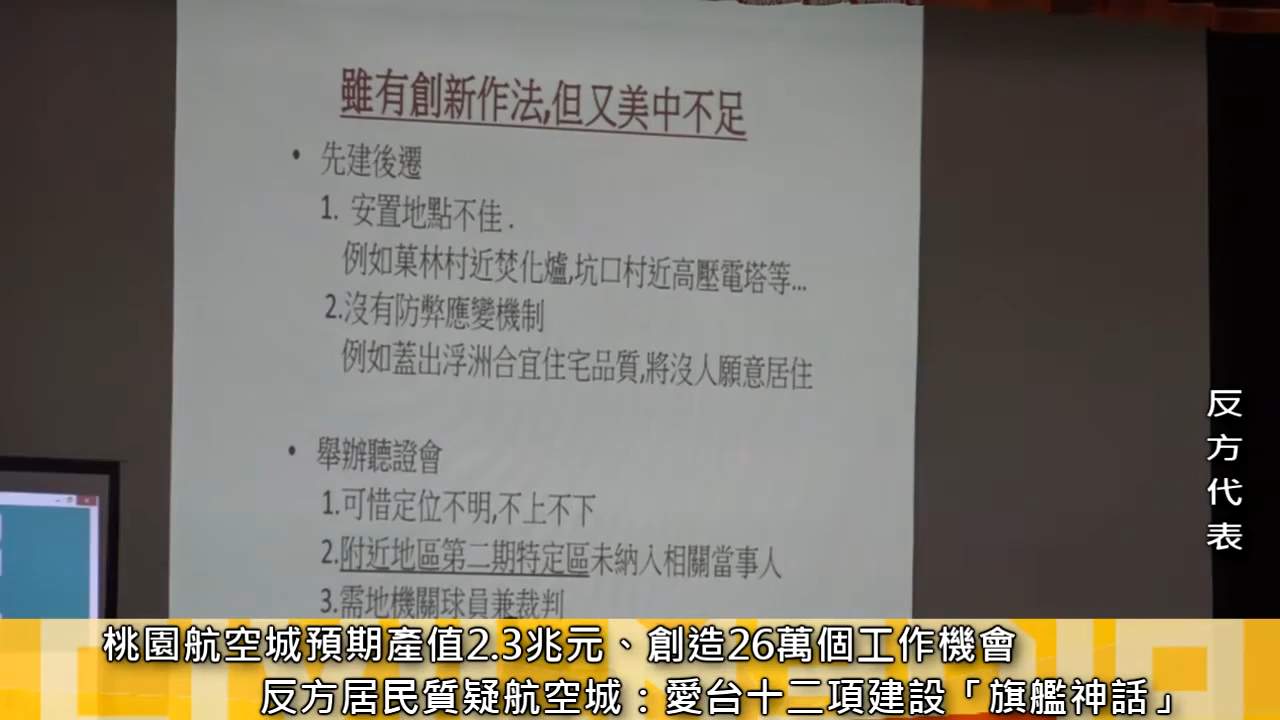 雖有創新作法,但又美中不足
• 先建後遷
1. 安置地點不佳.
例如菓林村近焚化爐,坑口村近高壓電塔等...
2.沒有防弊應變機制
例如蓋出浮洲合宜住宅品質,將沒人願意居住
• 舉辦聽證會
1.可惜定位不明,不上不下
2.附近地區第二期特定區未納入相關當事人
3.需地機關球員兼裁判
反方代表
桃園航空城預期產值2.3兆元、創造26萬個工作機會
反方居民質疑航空城：愛台十二項建設「旗艦神話」